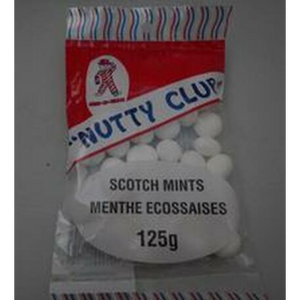 "NUTTY CLUB
SCOTCH MINTS
MENTHE ECOSSAISES
125g